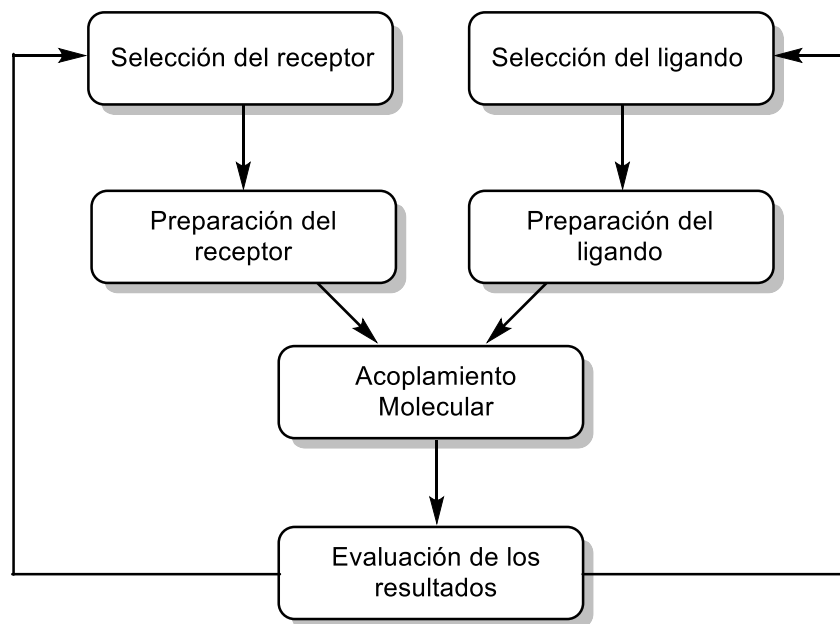 Selección del receptor
Selección del ligando
Preparación del
receptor
Preparación del
ligando
Acoplamiento
Molecular
Evaluación de los
resultados